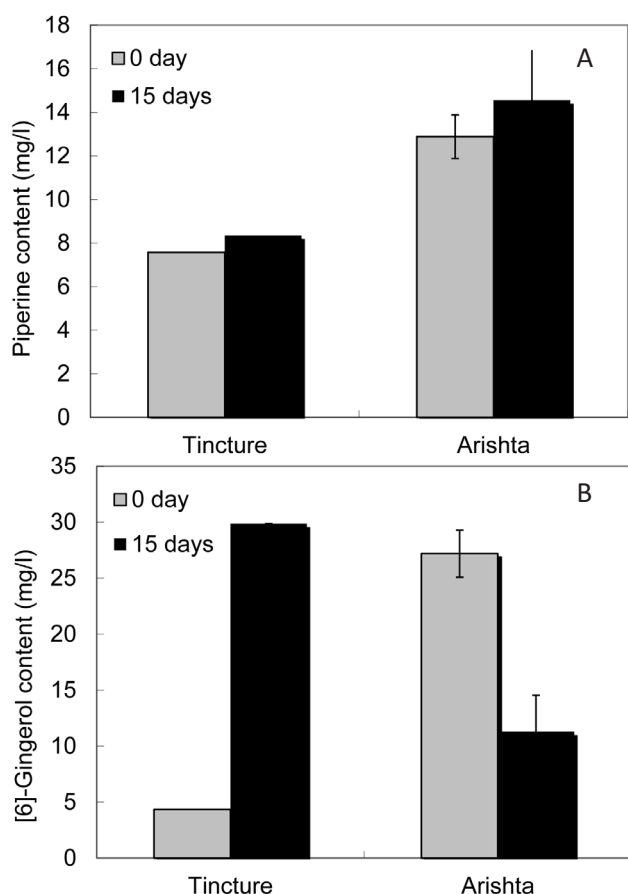 18
16
14
12
10
8
6
4
2
0
Piperine content (mg/l)
0 day
15 days
A
Tincture
Arishta
35
30
25
20
15
10
5
0
[6]-Gingerol content (mg/l)
0 day
15 days
B
Tincture
Arishta